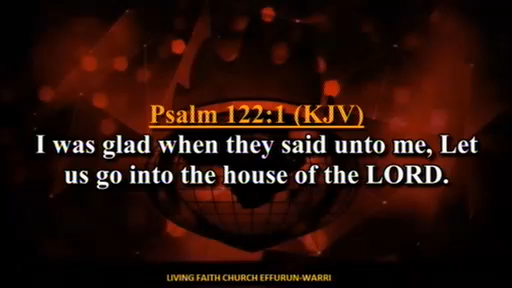 Psalm 122:1 (KJV)
I was glad when they said unto me, Let
us go into the house of the LORD.
LIVING FAITH CHURCH EFFURUN-WARRI